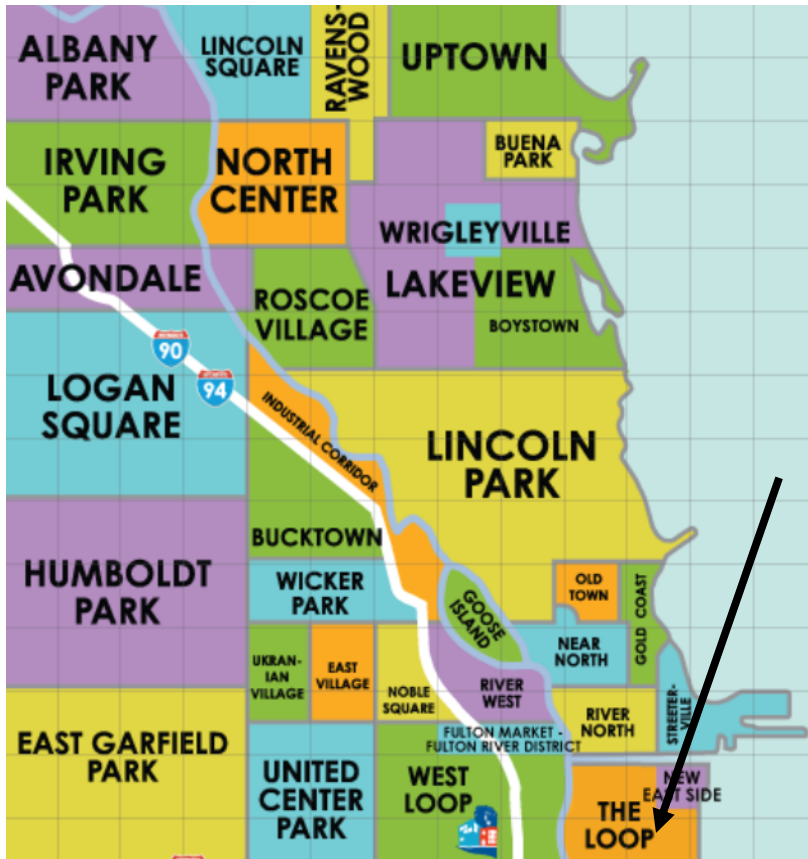 ALBANY
PARK
LINCOLN
SQUARE
RAVENS-
WOOD
UPTOWN
IRVING
PARK
NORTH
CENTER
BUENA
PARK
WRIGLEYVILLE
AVONDALE
ROSCOE
VILLAGE
LAKEVIEW
BOYSTOWN
90
94
LOGAN
SQUARE
INDUSTRIAL CORRIDOR
LINCOLN
PARK
BUCKTOWN
HUMBOLDT
PARK
WICKER
PARK
GOOSE
ISLAND
OLD
TOWN
GOLD COAST
NEAR
NORTH
UKRAN-
IAN
VILLAGE
EAST
VILLAGE
NOBLE
SQUARE
RIVER
WEST
RIVER
NORTH
STREETER-
VILLE
EAST GARFIELD
PARK
UNITED
CENTER
PARK
FULTON MARKET -
FULTON RIVER DISTRICT
WEST
LOOP
THE
LOOP
NEW
EAST SIDE